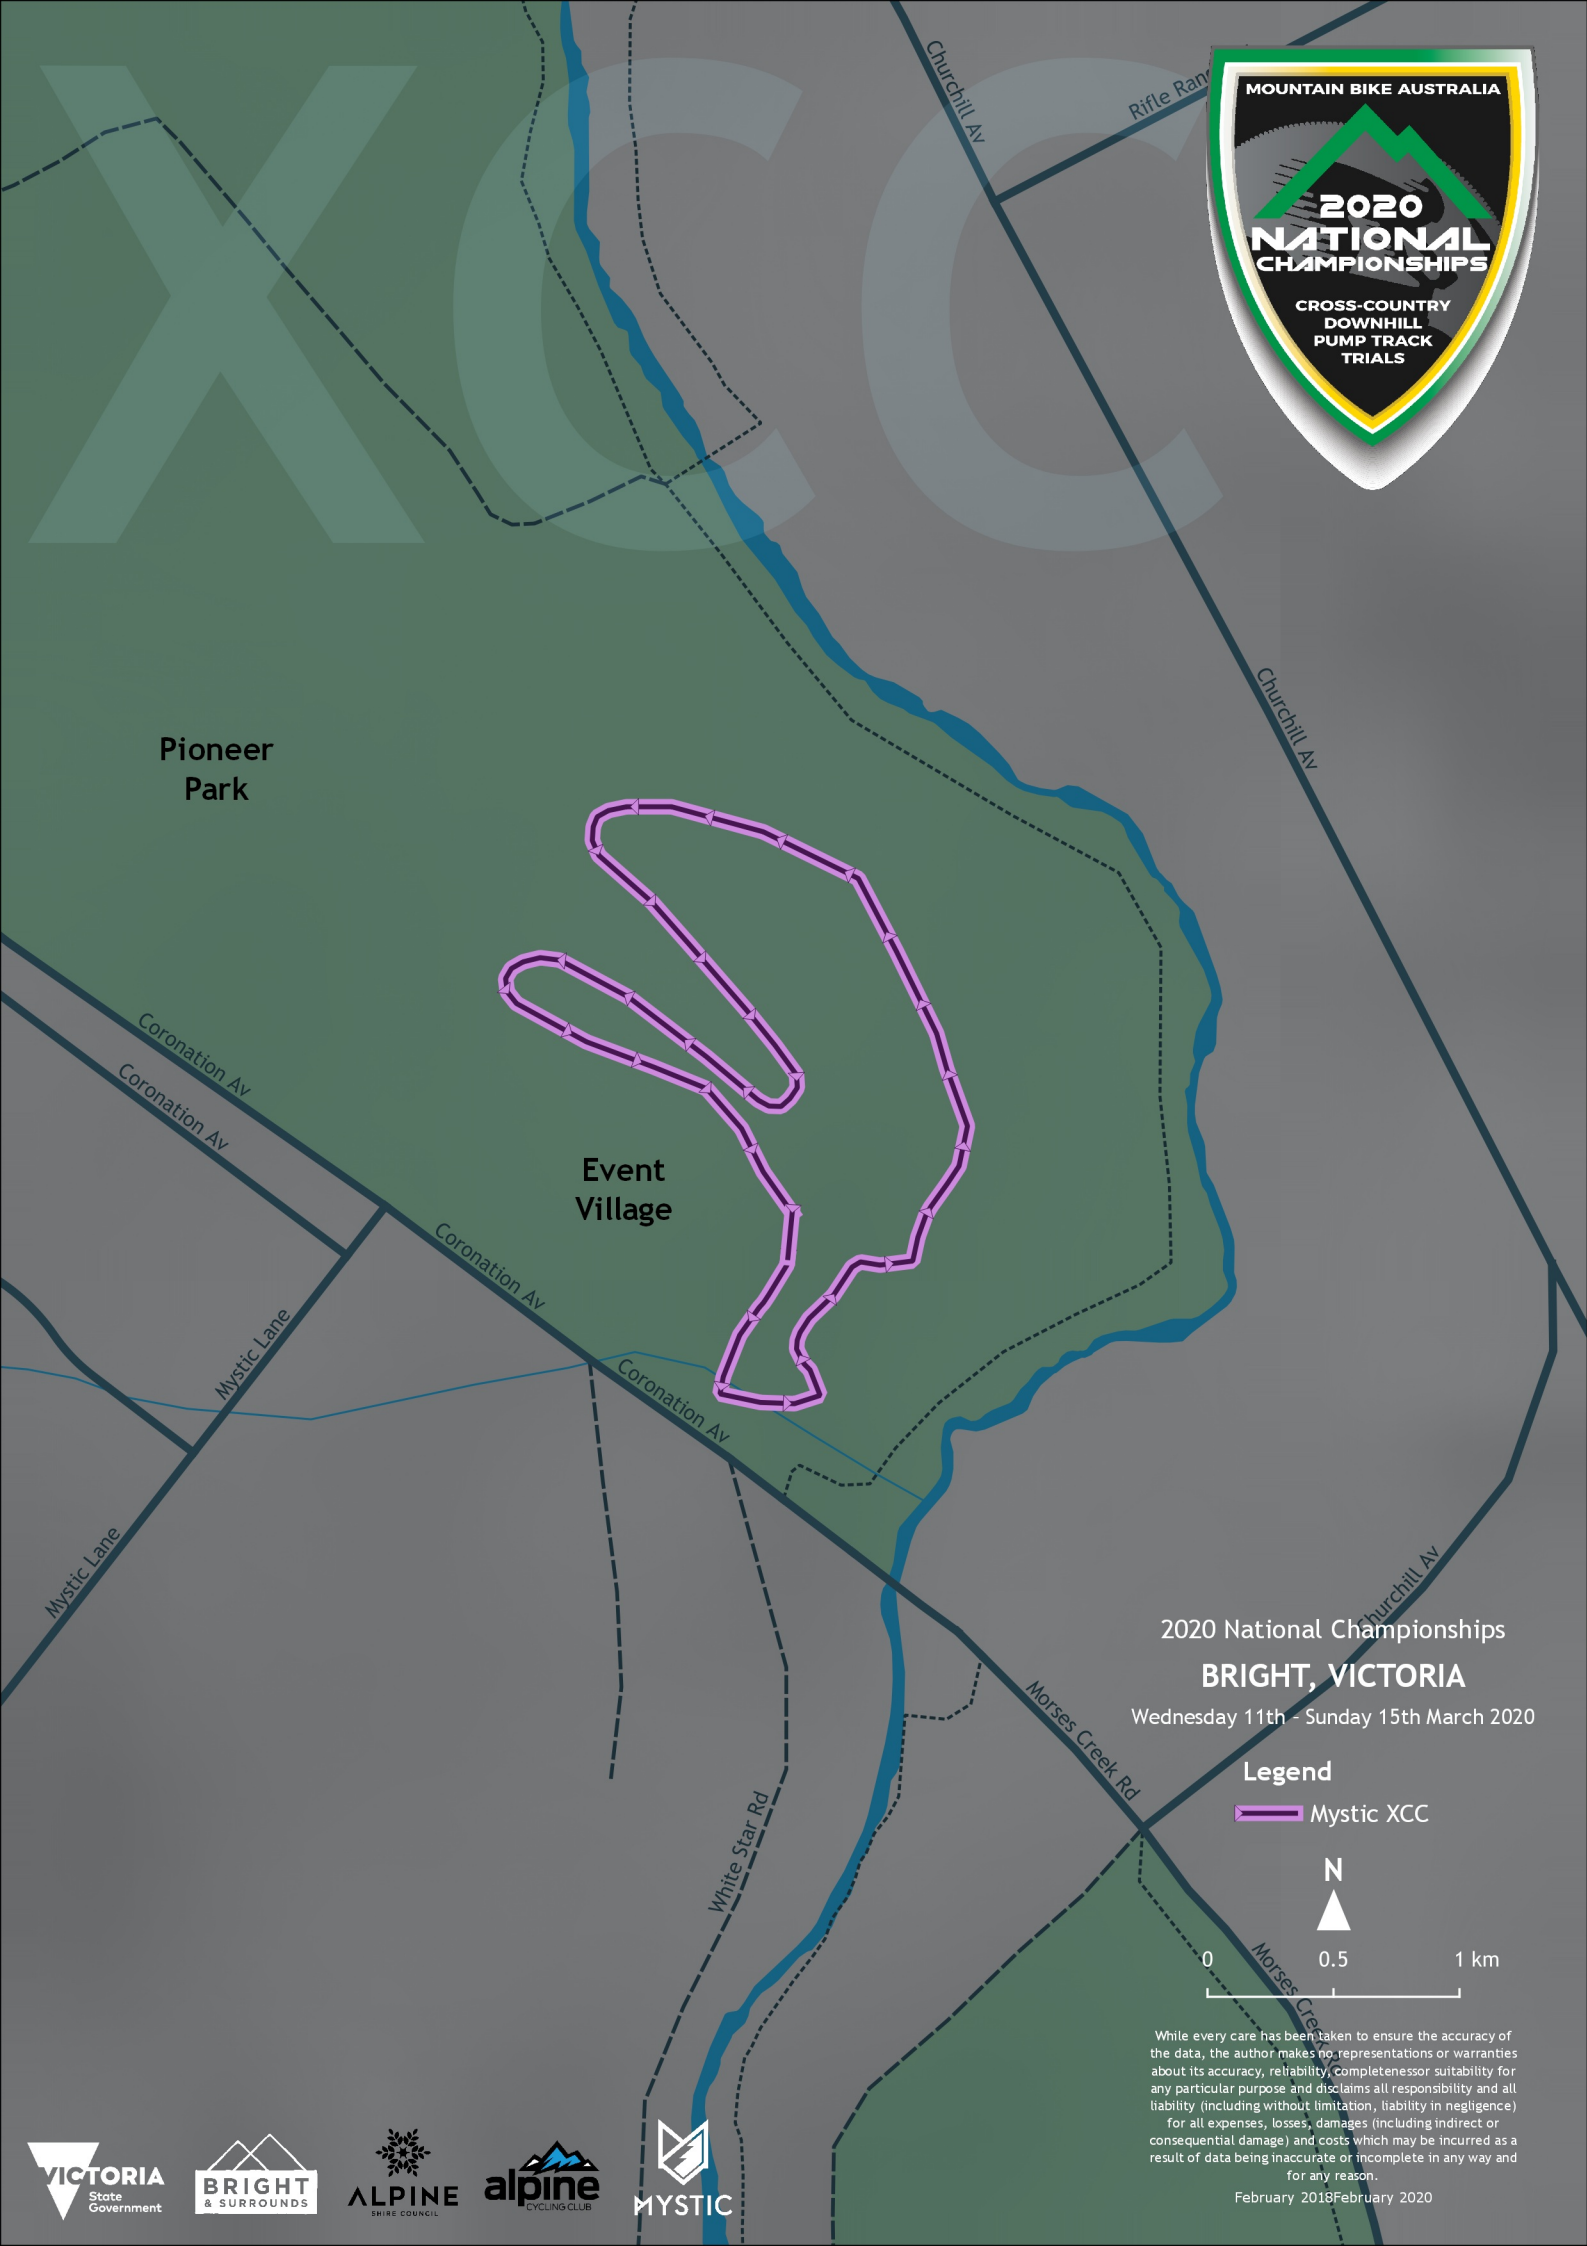 XCC
Churchill Av
Rifle Rang
MOUNTAIN BIKE AUSTRALIA
2020
NATIONAL
CHAMPIONSHIPS
CROSS-COUNTRY
DOWNHILL
PUMP TRACK
TRIALS
Churchill Av
Pioneer
Park
Coronation Av
Coronation Av
Event
Village
Coronation Av
Mystic Lane
Coronation Av
Mystic Lane
Churchill Av
2020 National Championships
BRIGHT, VICTORIA
Wednesday 11th - Sunday 15th March 2020
Morses Creek Rd
Legend
Mystic XCC
White Star Rd
N
0 0.5 1 km
Morses Creek Rd
While every care has been taken to ensure the accuracy of
the data, the author makes no representations or warranties
about its accuracy, reliability, completenessor suitability for
any particular purpose and disclaims all responsibility and all
liability (including without limitation, liability in negligence)
for all expenses, losses, damages (including indirect or
consequential damage) and costs which may be incurred as a
result of data being inaccurate or incomplete in any way and
for any reason.
February 2018February 2020
VICTORIA
State
Government
BRIGHT
& SURROUNDS
ALPINE
SHIRE COUNCIL
alpine
CYCLING CLUB
MYSTIC